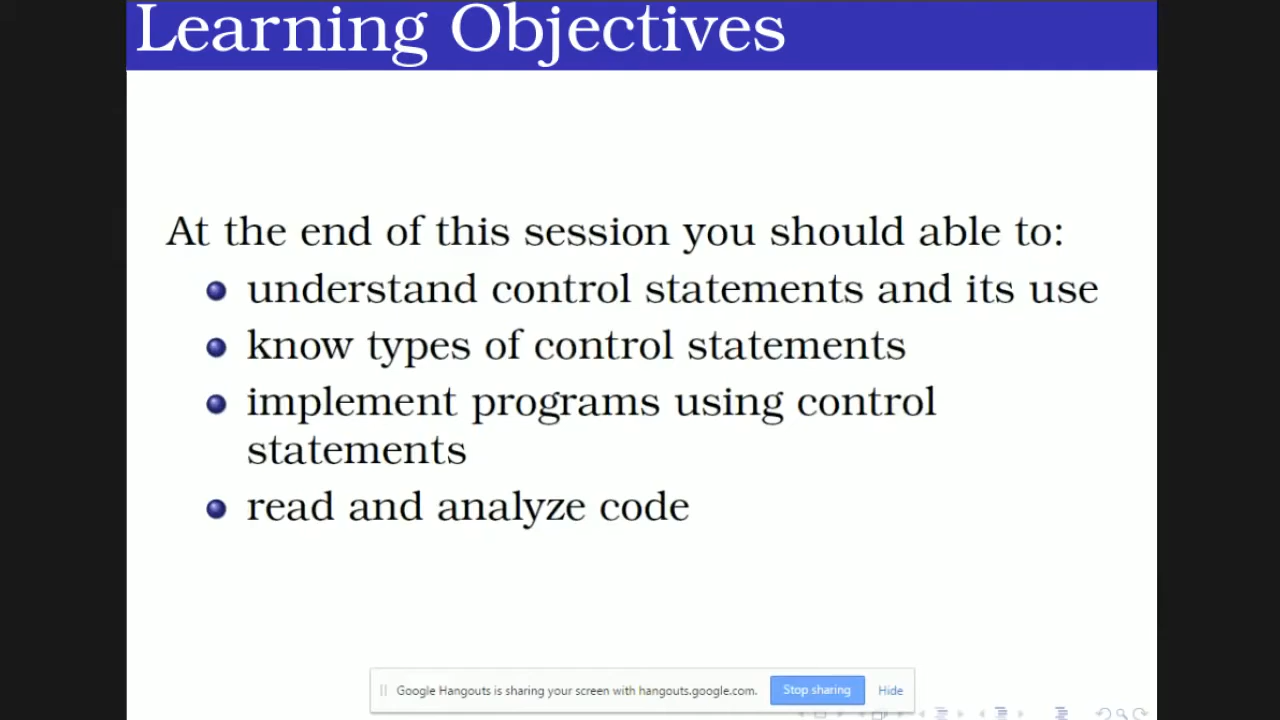 Learning Objectives
At the end of this session you should able to:
understand control statements and its use
know types of control statements
implement programs using control
statements
read and analyze code
Google Hangouts is sharing your screen with hangouts.google.com. Stop sharing Hide